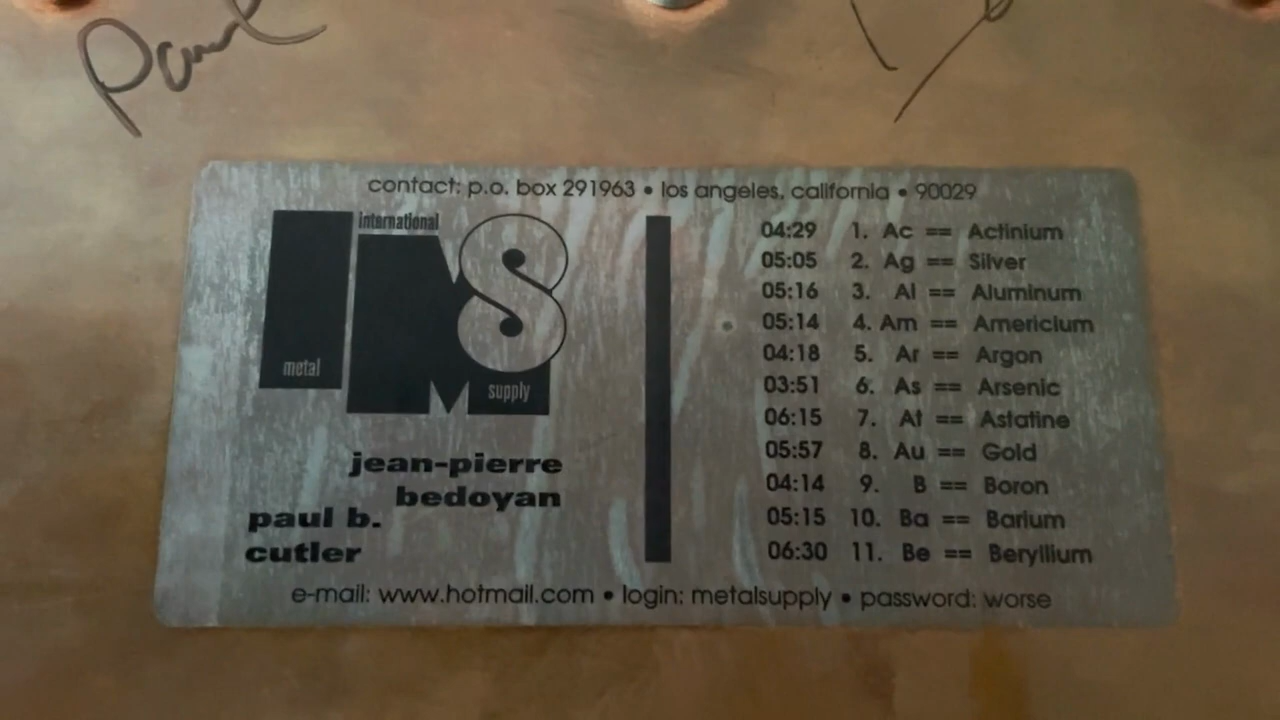 Paul
contact: p.o. box 291963 • los angeles, california • 90029
international
metal
supply
IMS
jean-pierre
bedoyan
paul b.
cutler
04:29 1. Ac == Actinium
05:05 2. Ag == Silver
05:16 3. Al == Aluminum
05:14 4. Am == Americium
04:18 5. Ar == Argon
03:51 6. As == Arsenic
06:15 7. At == Astatine
05:57 8. Au == Gold
04:14 9. B == Boron
05:15 10. Ba == Barium
06:30 11. Be == Beryllium
e-mail: www.hotmail.com • login: metalsupply • password: worse